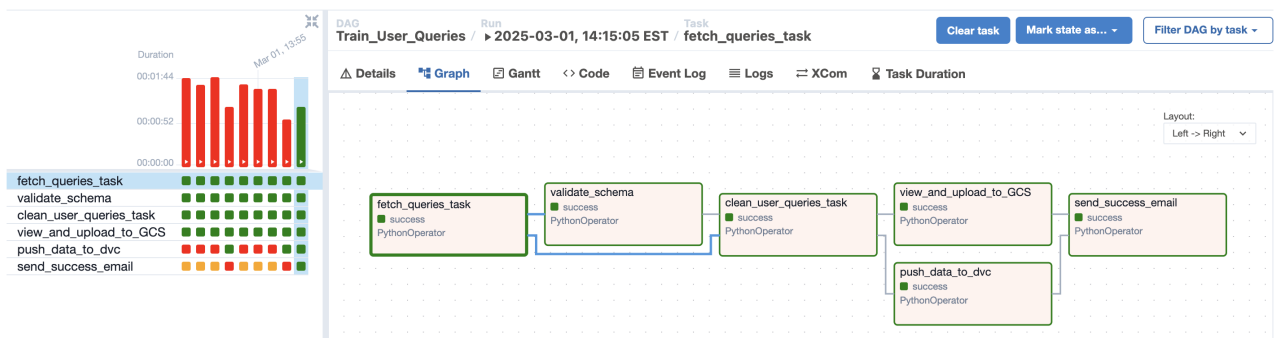 Duration
Mar 01, 13:55
00:01:44
00:00:52
00:00:00
fetch_queries_task
validate_schema
clean_user_queries_task
view_and_upload_to_GCS
push_data_to_dvc
send_success_email
DAG
Train_User_Queries /
Run
2025-03-01, 14:15:05 EST /
Task
fetch_queries_task
Clear task
Mark state as...
Filter DAG by task
Details
Graph
Gantt
Code
Event Log
Logs
XCom
Task Duration
Layout:
Left -> Right
fetch_queries_task
success
PythonOperator
validate_schema
success
PythonOperator
clean_user_queries_task
success
PythonOperator
view_and_upload_to_GCS
success
PythonOperator
push_data_to_dvc
success
PythonOperator
send_success_email
success
PythonOperator